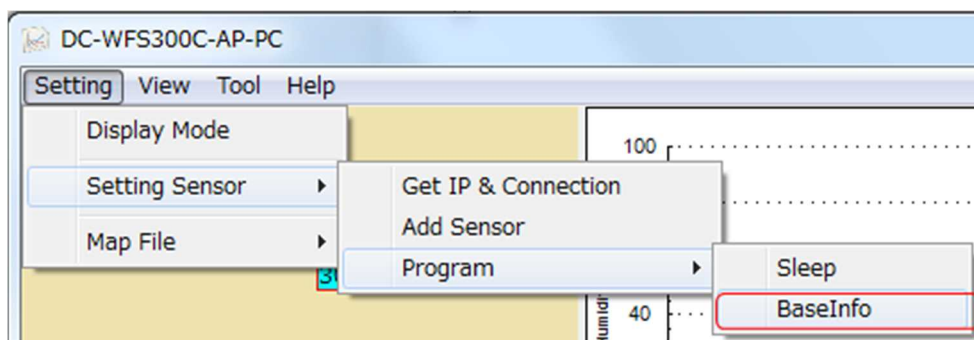 DC-WFS300C-AP-PC
Setting View Tool Help
Display Mode
Setting Sensor
Map File
Get IP & Connection
Add Sensor
Program
Sleep
BaseInfo
100
40